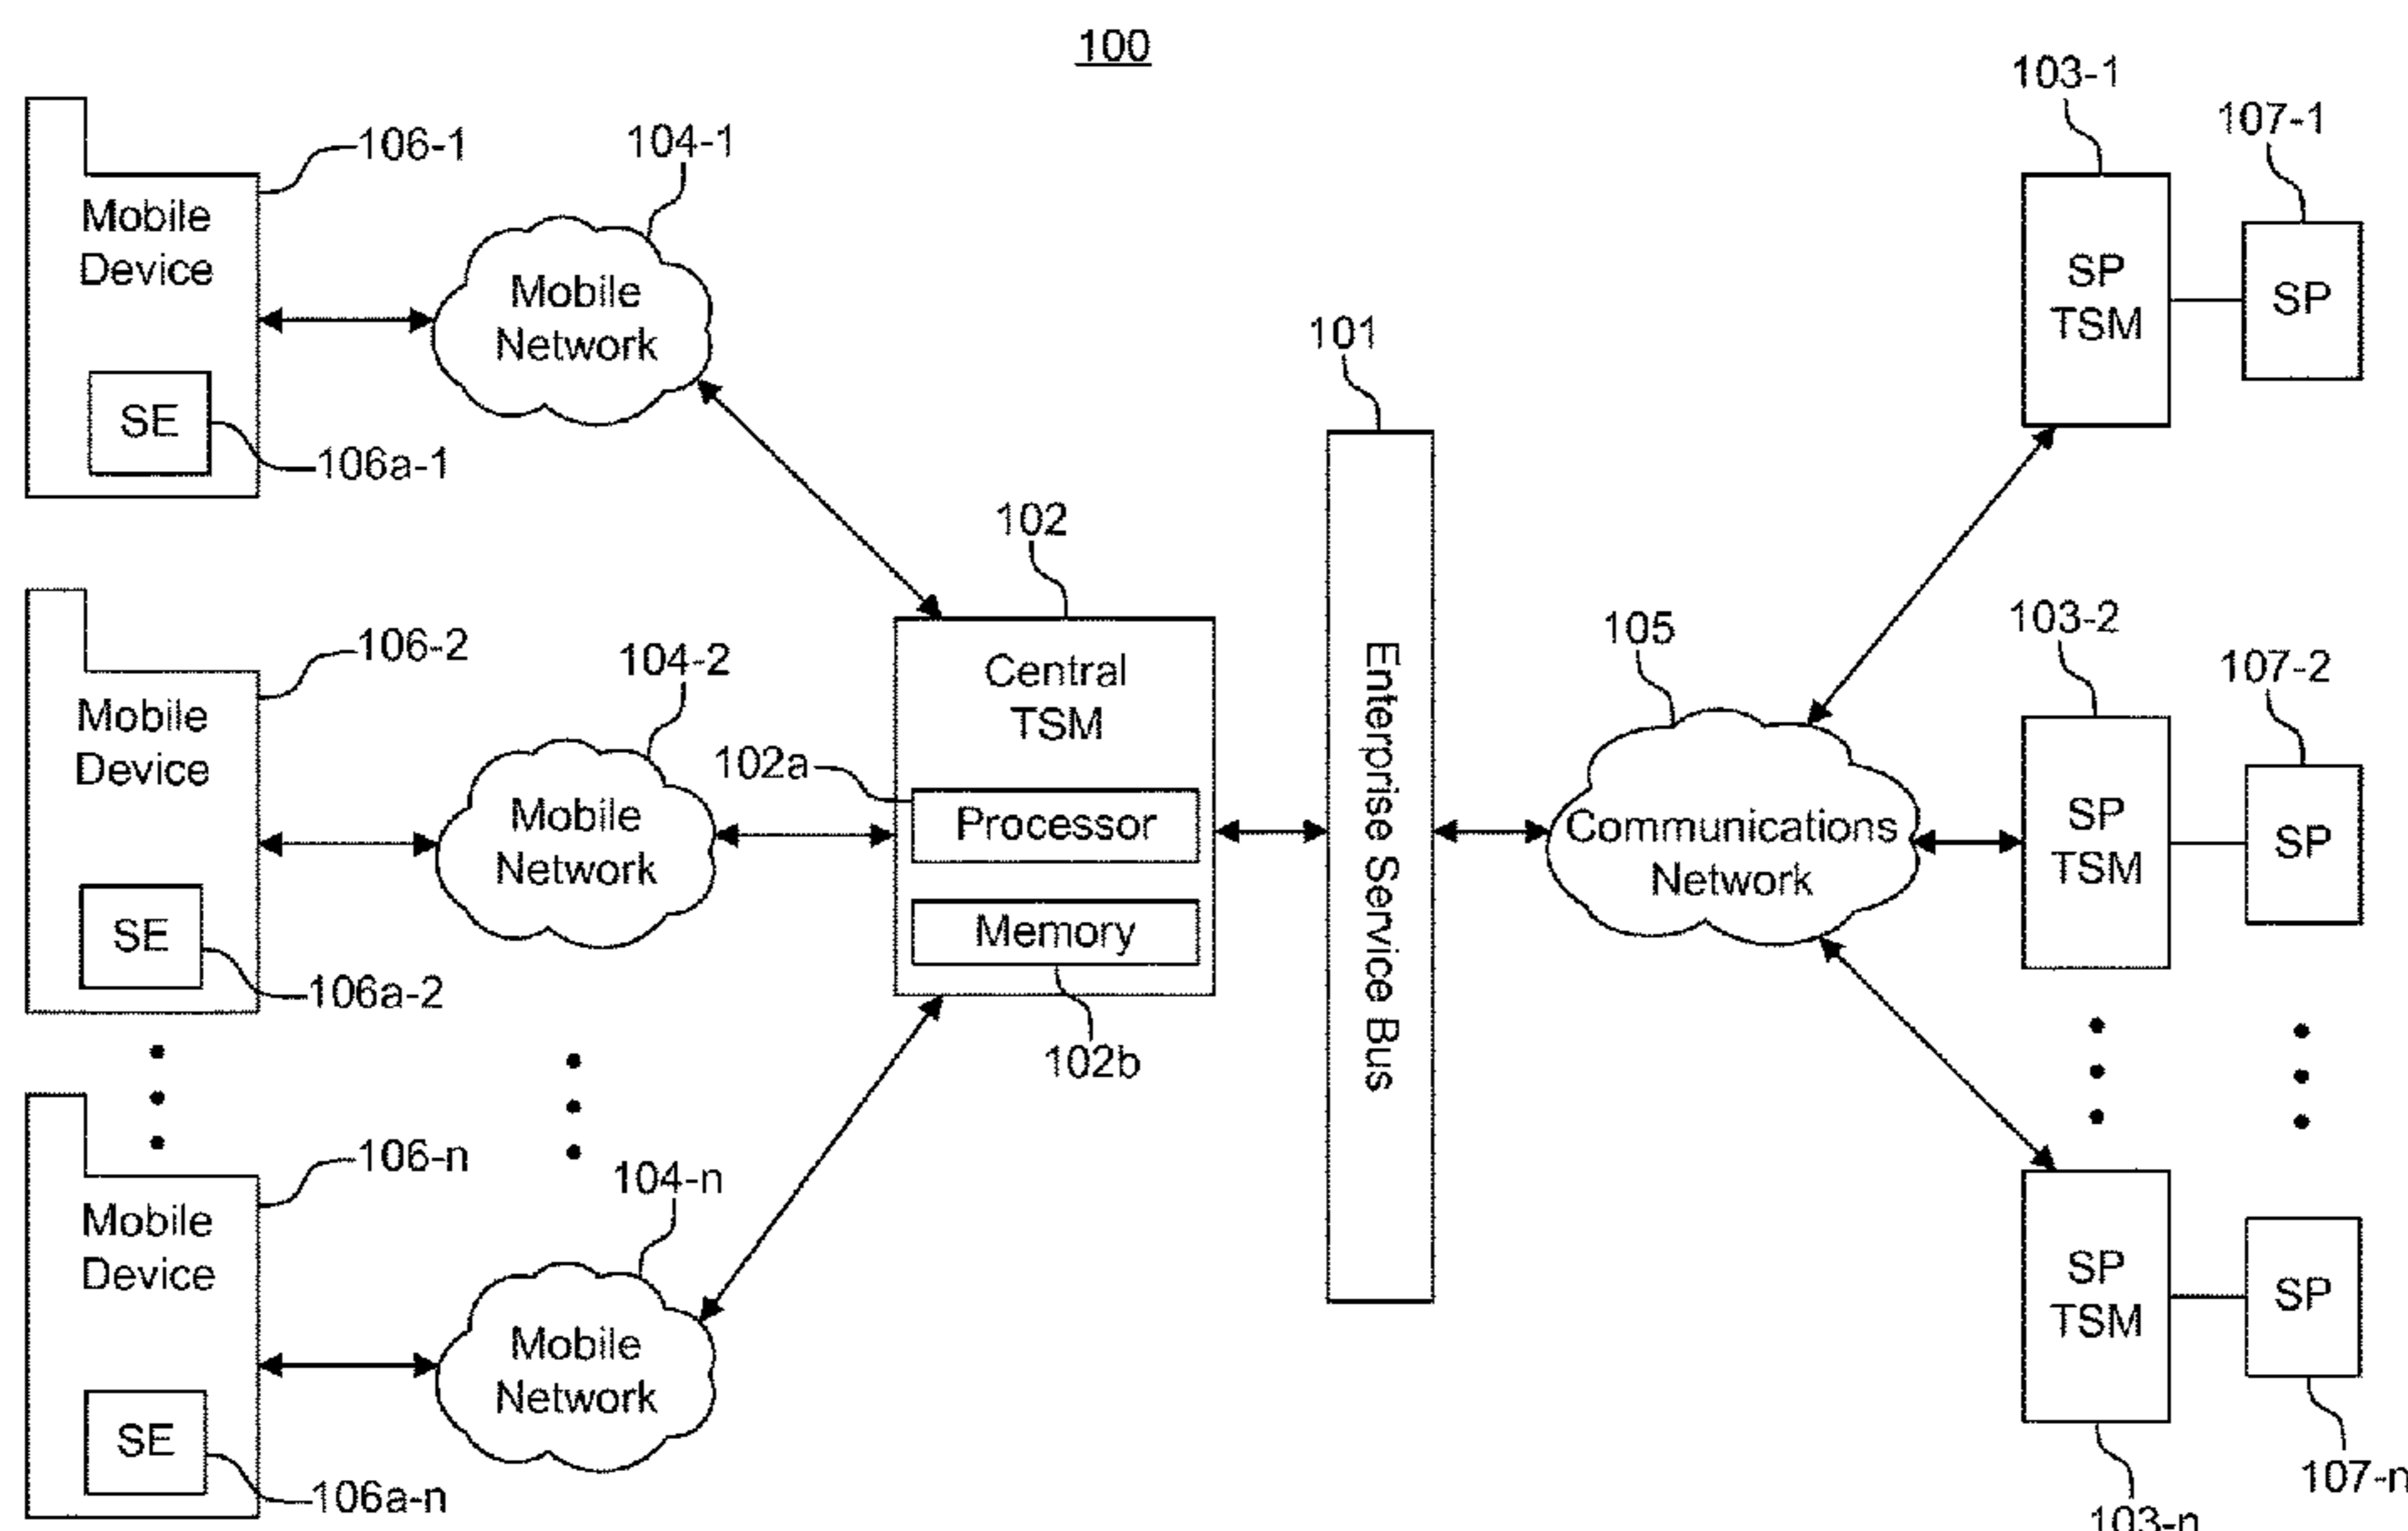 100
106-1
Mobile
Device
SE
106a-1
104-1
Mobile
Network
106-2
Mobile
Device
SE
106a-2
104-2
Mobile
Network
106-n
Mobile
Device
SE
106a-n
104-n
Mobile
Network
102
Central
TSM
102a
Processor
Memory
102b
101
Enterprise Service Bus
105
Communications
Network
103-1
SP
TSM
107-1
SP
103-2
SP
TSM
107-2
SP
SP
TSM
103-n
SP
107-n